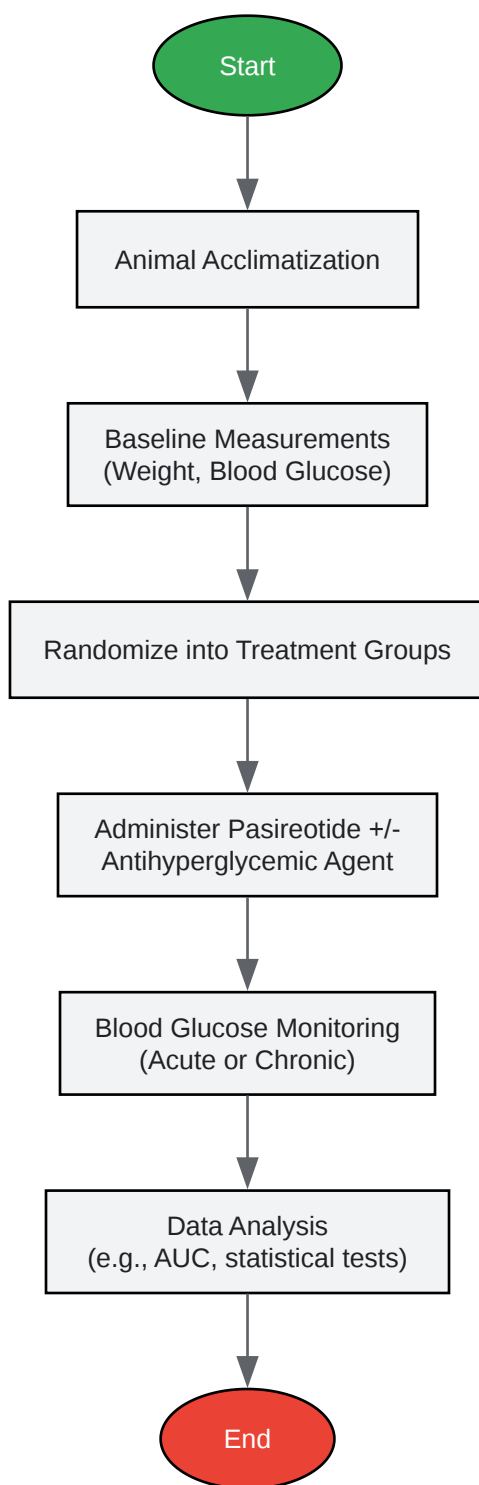 Start
Animal Acclimatization
Baseline Measurements
(Weight, Blood Glucose)
Randomize into Treatment Groups
Administer Pasireotide +/-
Antihyperglycemic Agent
Blood Glucose Monitoring
(Acute or Chronic)
Data Analysis
(e.g., AUC, statistical tests)
End